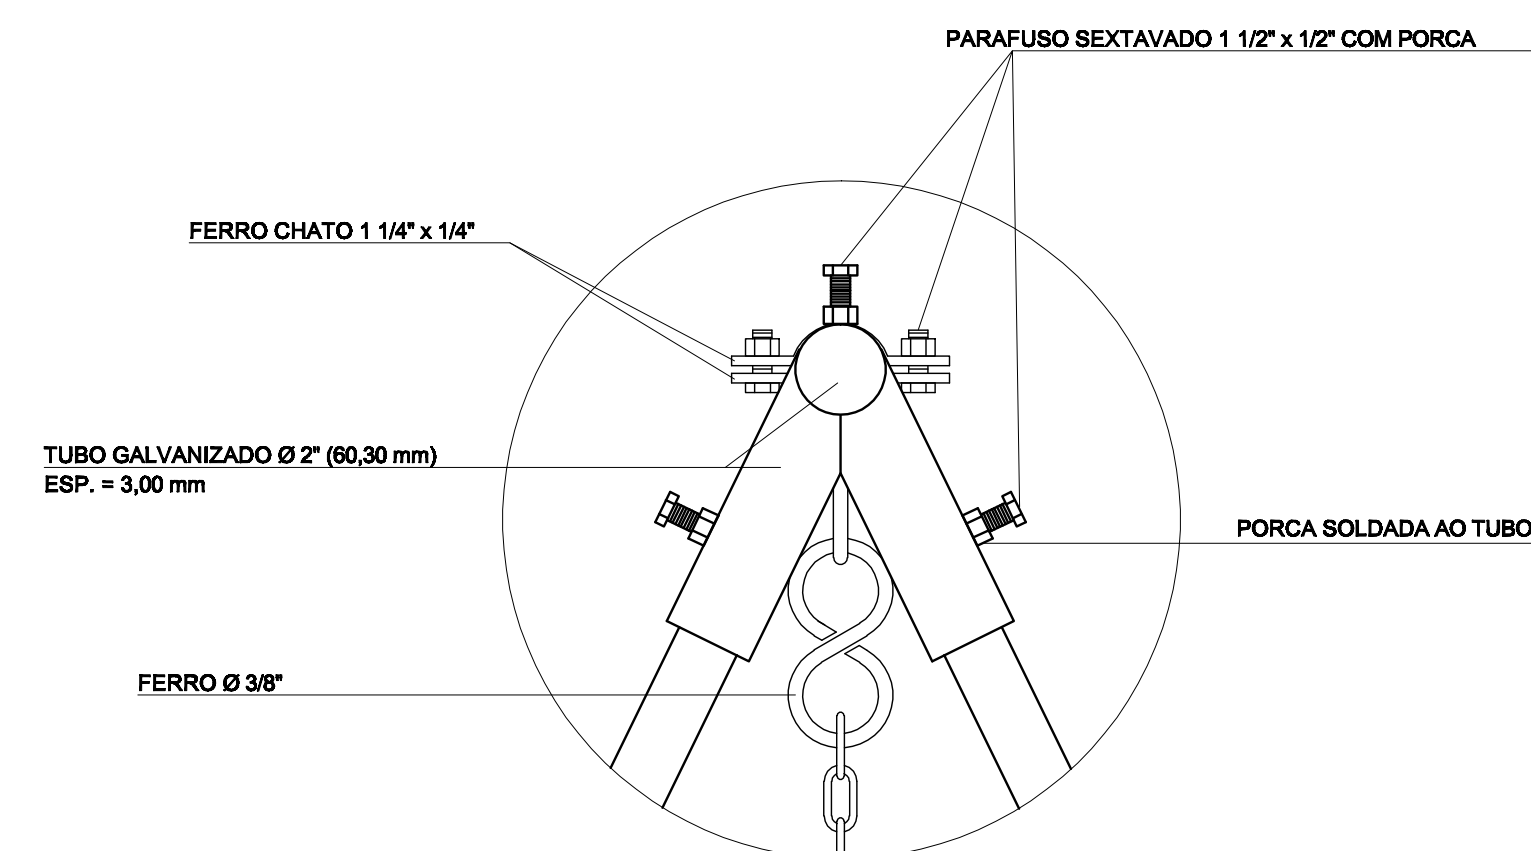 PARAFUSO SEXTAVADO 1 1/2" x 1/2" COM PORCA
FERRO CHATO 1 1/4" x 1/4"
TUBO GALVANIZADO Ø 2" (60,30 mm)
ESP. = 3,00 mm
PORCA SOLDADA AO TUBO
FERRO Ø 3/8"